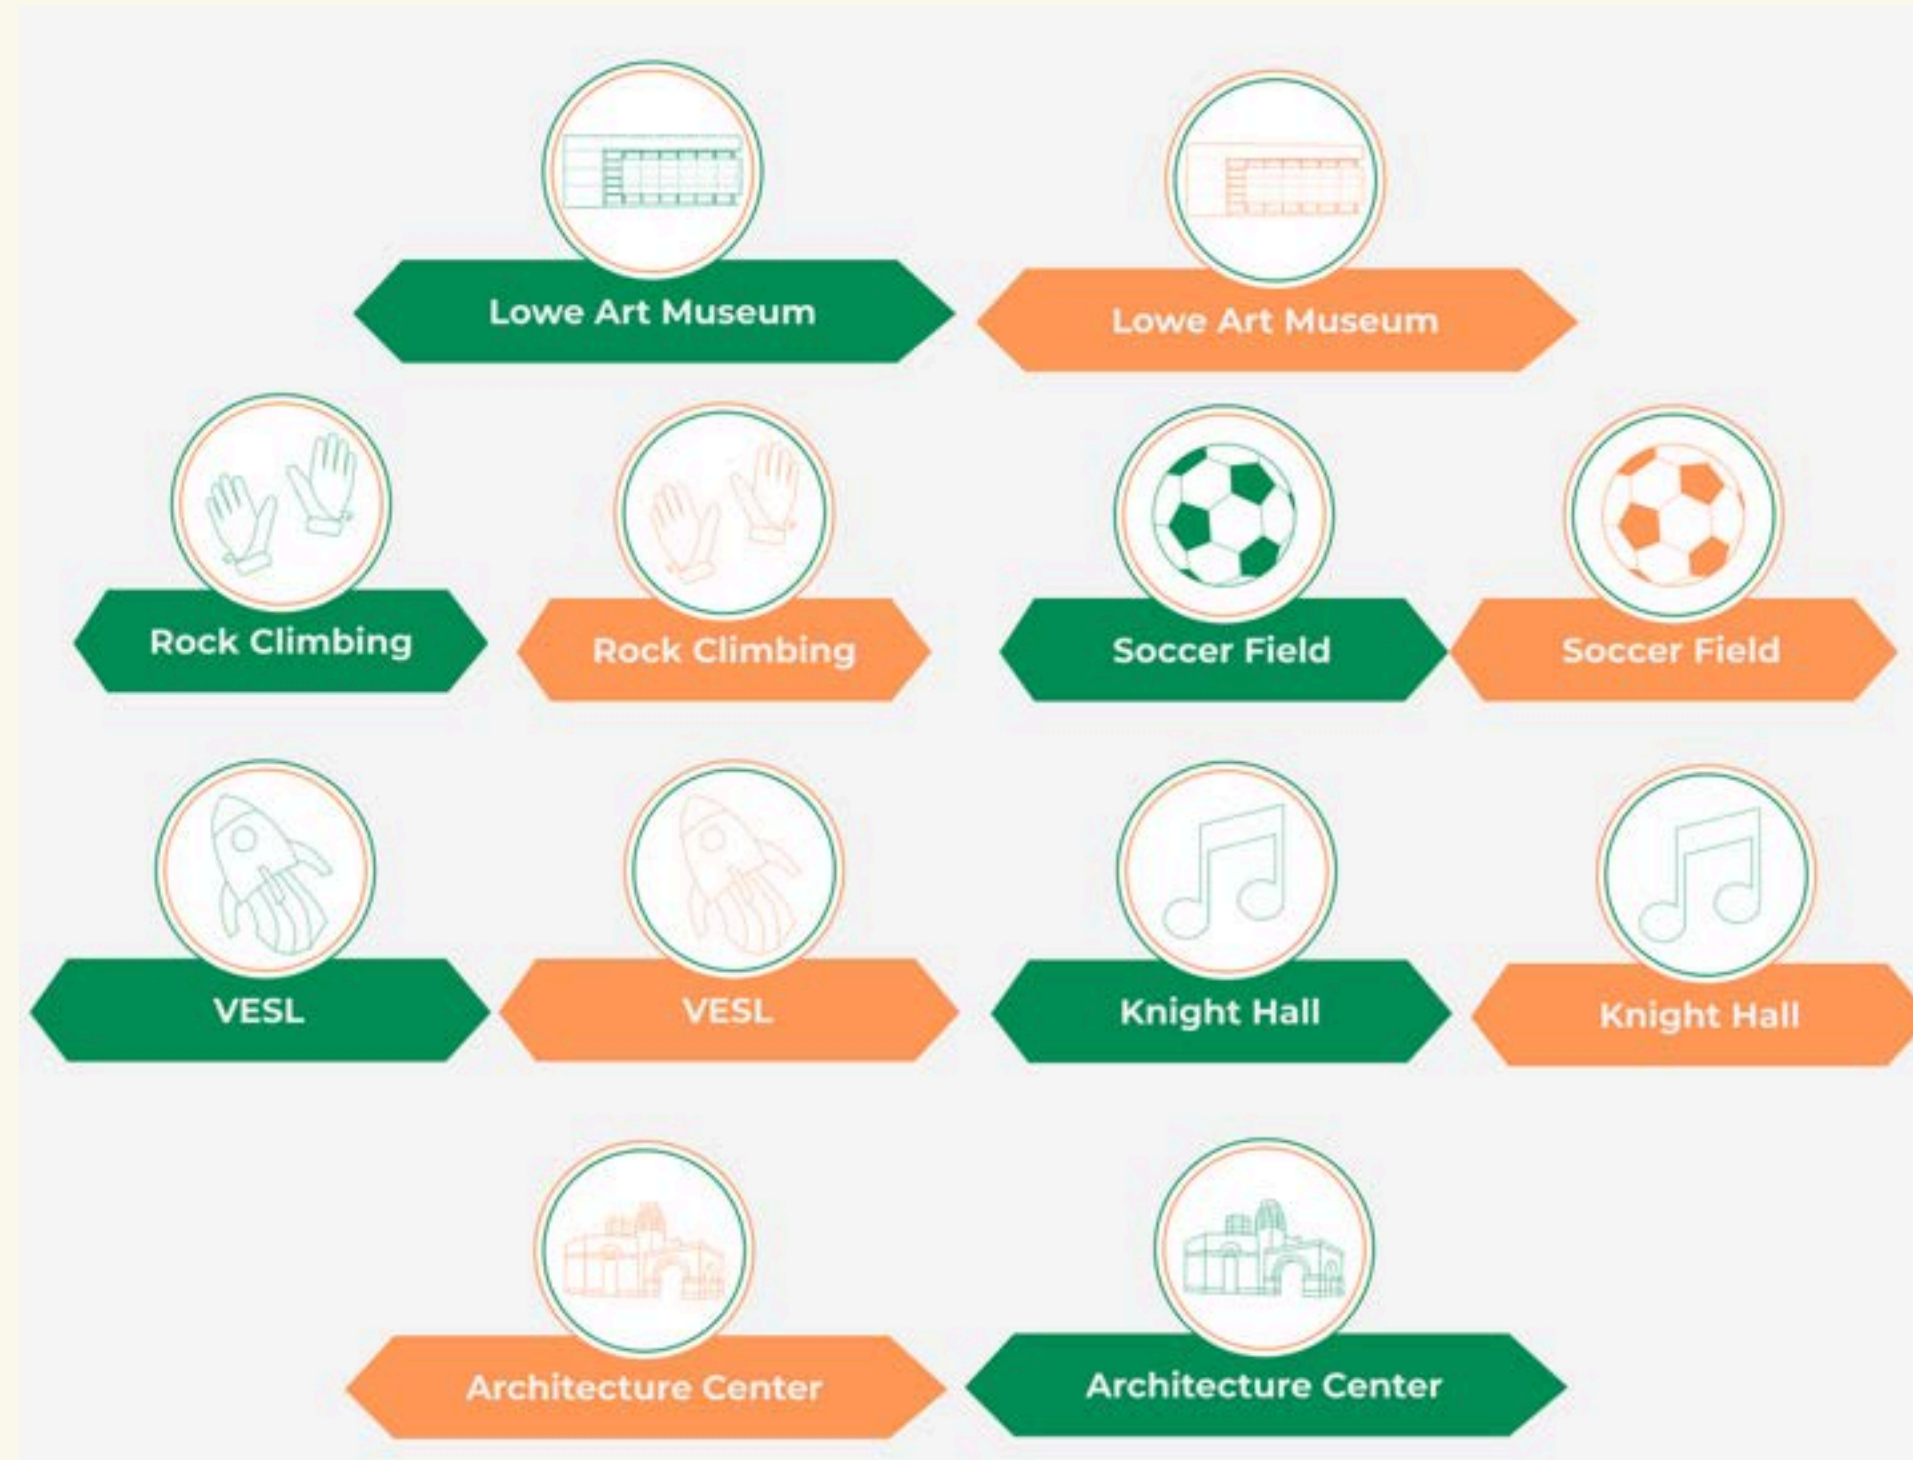 Lowe Art Museum
Lowe Art Museum
Rock Climbing
Rock Climbing
Soccer Field
Soccer Field
VESL
VESL
Knight Hall
Knight Hall
Architecture Center
Architecture Center